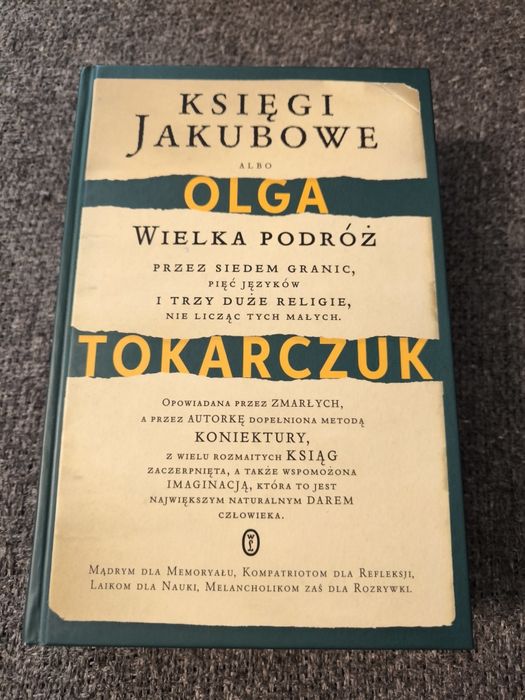 KSIĘGI
JAKUBOWE
ALBO
OLGA
WIELKA PODRÓŻ
PRZEZ SIEDEM GRANIC,
PIĘĆ JĘZYKÓW
I TRZY DUŻE RELIGIE,
NIE LICZĄC TYCH MAŁYCH.
TOKARCZUK
OPOWIADANA PRZEZ ZMARŁYCH,
A PRZEZ AUTORKĘ DOPEŁNIONA METODĄ
KONIEKTURY,
Z WIELU ROZMAITYCH KSIĄG
ZACZERPNIĘTA, A TAKŻE WSPOMOŻONA
IMAGINACJĄ, KTÓRA TO JEST
NAJWIĘKSZYM NATURALNYM DAREM
CZŁOWIEKA.
WL
MĄDRYM DLA MEMORYAŁU, KOMPATRIOTOM DLA REFLEKSJI,
LAIKOM DLA NAUKI, MELANCHOLIKOM ZAŚ DLA ROZRYWKI.